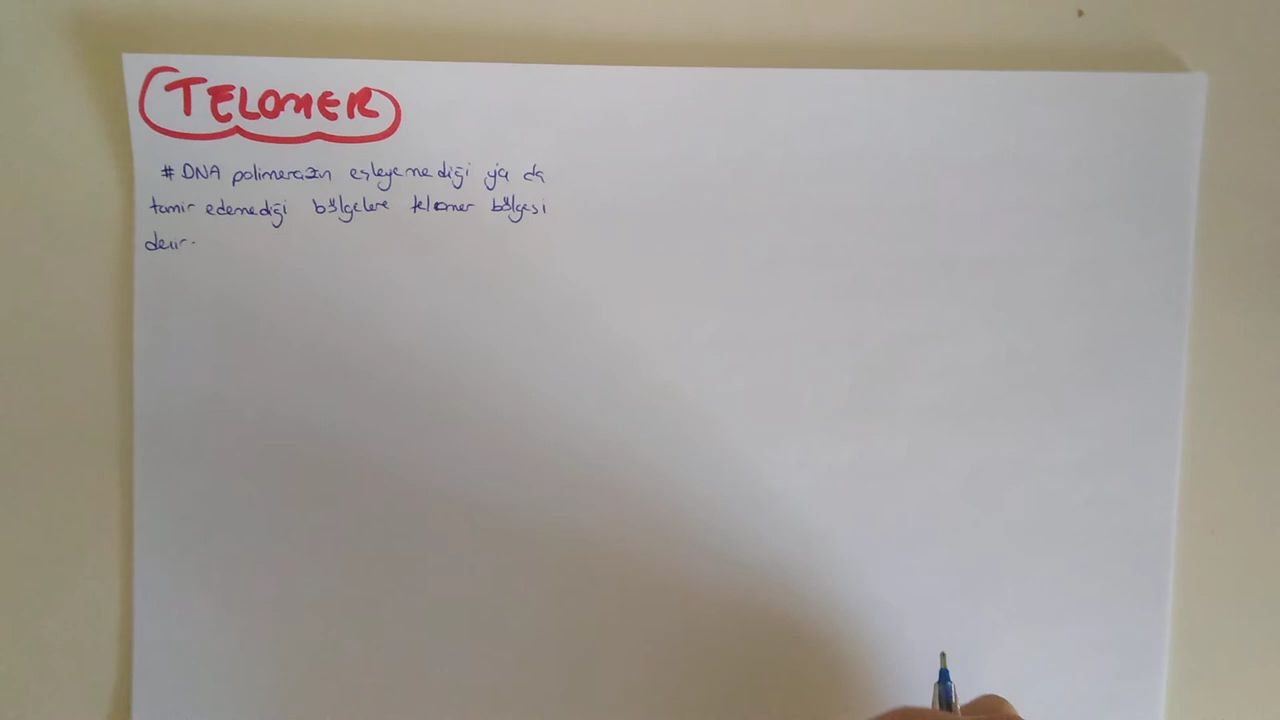 TELOMER
# DNA polimerazın eşleyemediği ya da
tamir edemediği bölgelere telomer bölgesi
denir.